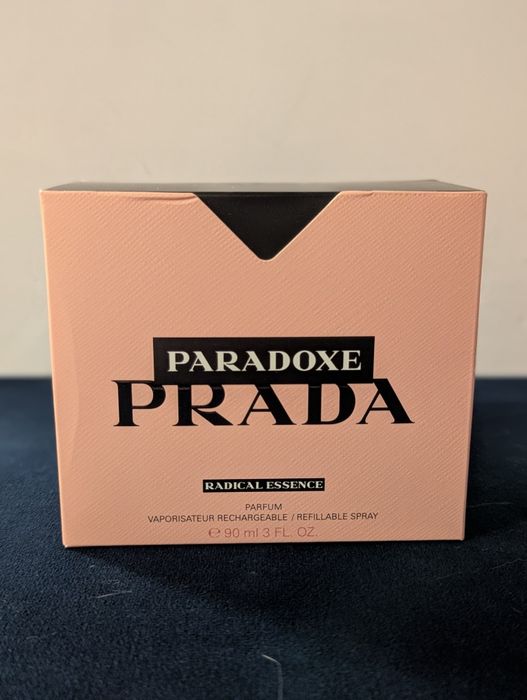 PARADOXE
PRADA
RADICAL ESSENCE
PARFUM
VAPORISATEUR RECHARGEABLE / REFILLABLE SPRAY
℮ 90 ml 3 FL. OZ.